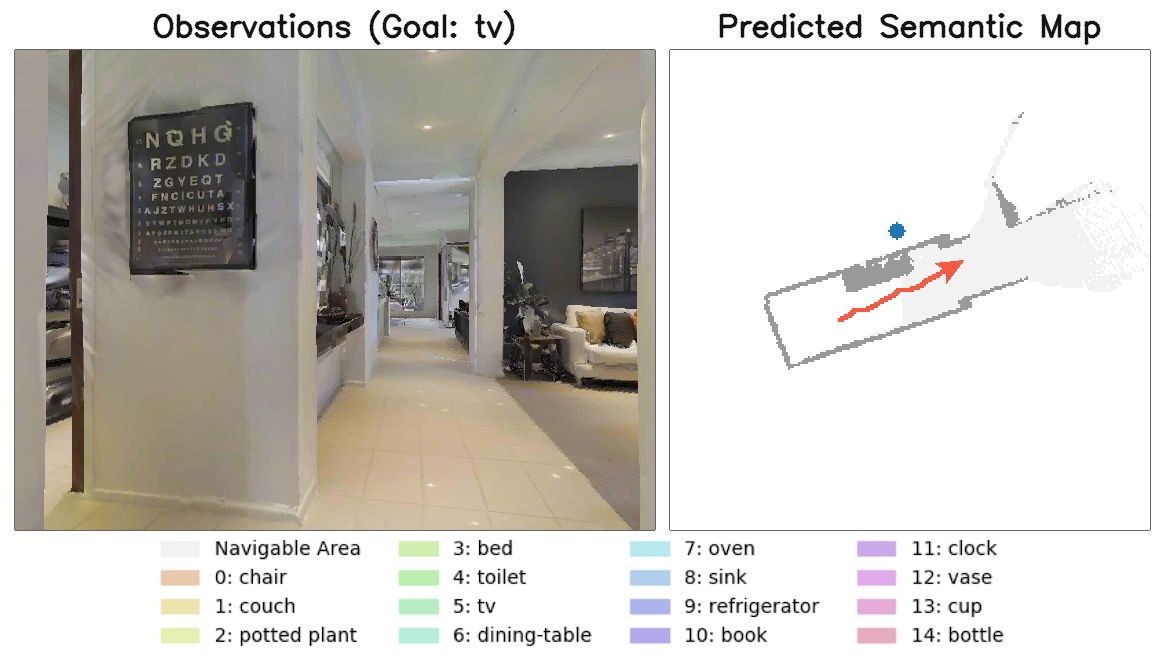 Observations (Goal: tv)
Predicted Semantic Map
NQHG
RZDKD
ZGYEQT
FNCICUTA
AJZTWHUHSX
Navigable Area
0: chair
1: couch
2: potted plant
3: bed
4: toilet
5: tv
6: dining-table
7: oven
8: sink
9: refrigerator
10: book
11: clock
12: vase
13: cup
14: bottle